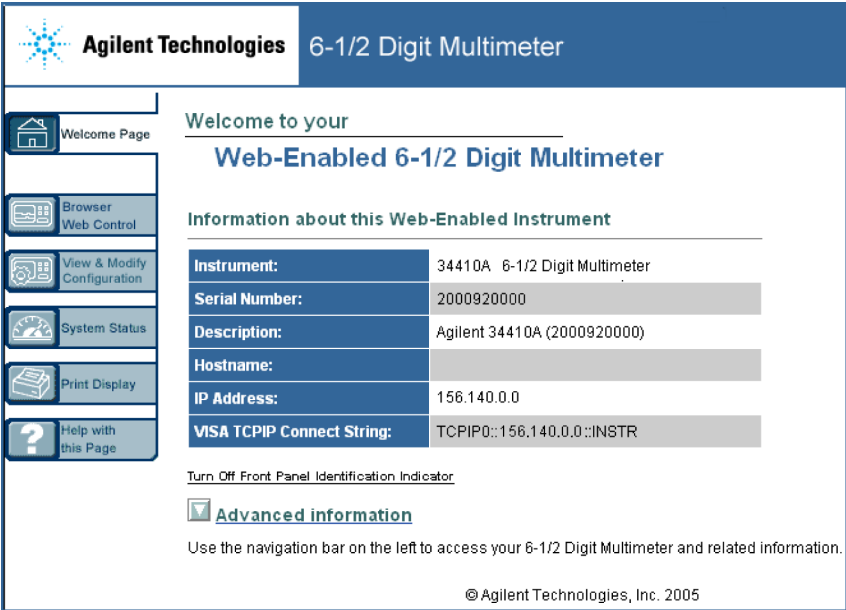 Agilent Technologies
6-1/2 Digit Multimeter
Welcome Page
Browser
Web Control
View & Modify
Configuration
System Status
Print Display
Help with
this Page
Welcome to your
Web-Enabled 6-1/2 Digit Multimeter
Information about this Web-Enabled Instrument
Instrument: 34410A 6-1/2 Digit Multimeter
Serial Number: 2000920000
Description: Agilent 34410A (2000920000)
Hostname:
IP Address: 156.140.0.0
VISA TCPIP Connect String: TCPIP0::156.140.0.0::INSTR
Turn Off Front Panel Identification Indicator
Advanced information
Use the navigation bar on the left to access your 6-1/2 Digit Multimeter and related information.
© Agilent Technologies, Inc. 2005